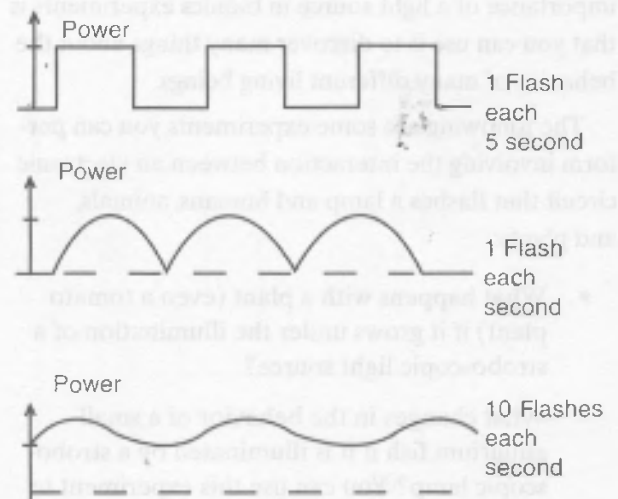 Power
1 Flash
each
5 second
Power
1 Flash
each
second
Power
10 Flashes
each
second
importance of a light source in bionics experiments is
that you can use it to discover many things about the
behavior of many different living beings.
The following are some experiments you can per-
form involving the interaction between an electronic
circuit that flashes a lamp and humans, animals,
and plants:
• What happens with a plant (even a tomato
plant) if it grows under the illumination of a
stroboscopic light source?
What changes in the behavior of a small
aquarium fish if it is illuminated by a strobo-
scopic lamp? You can use this experiment to